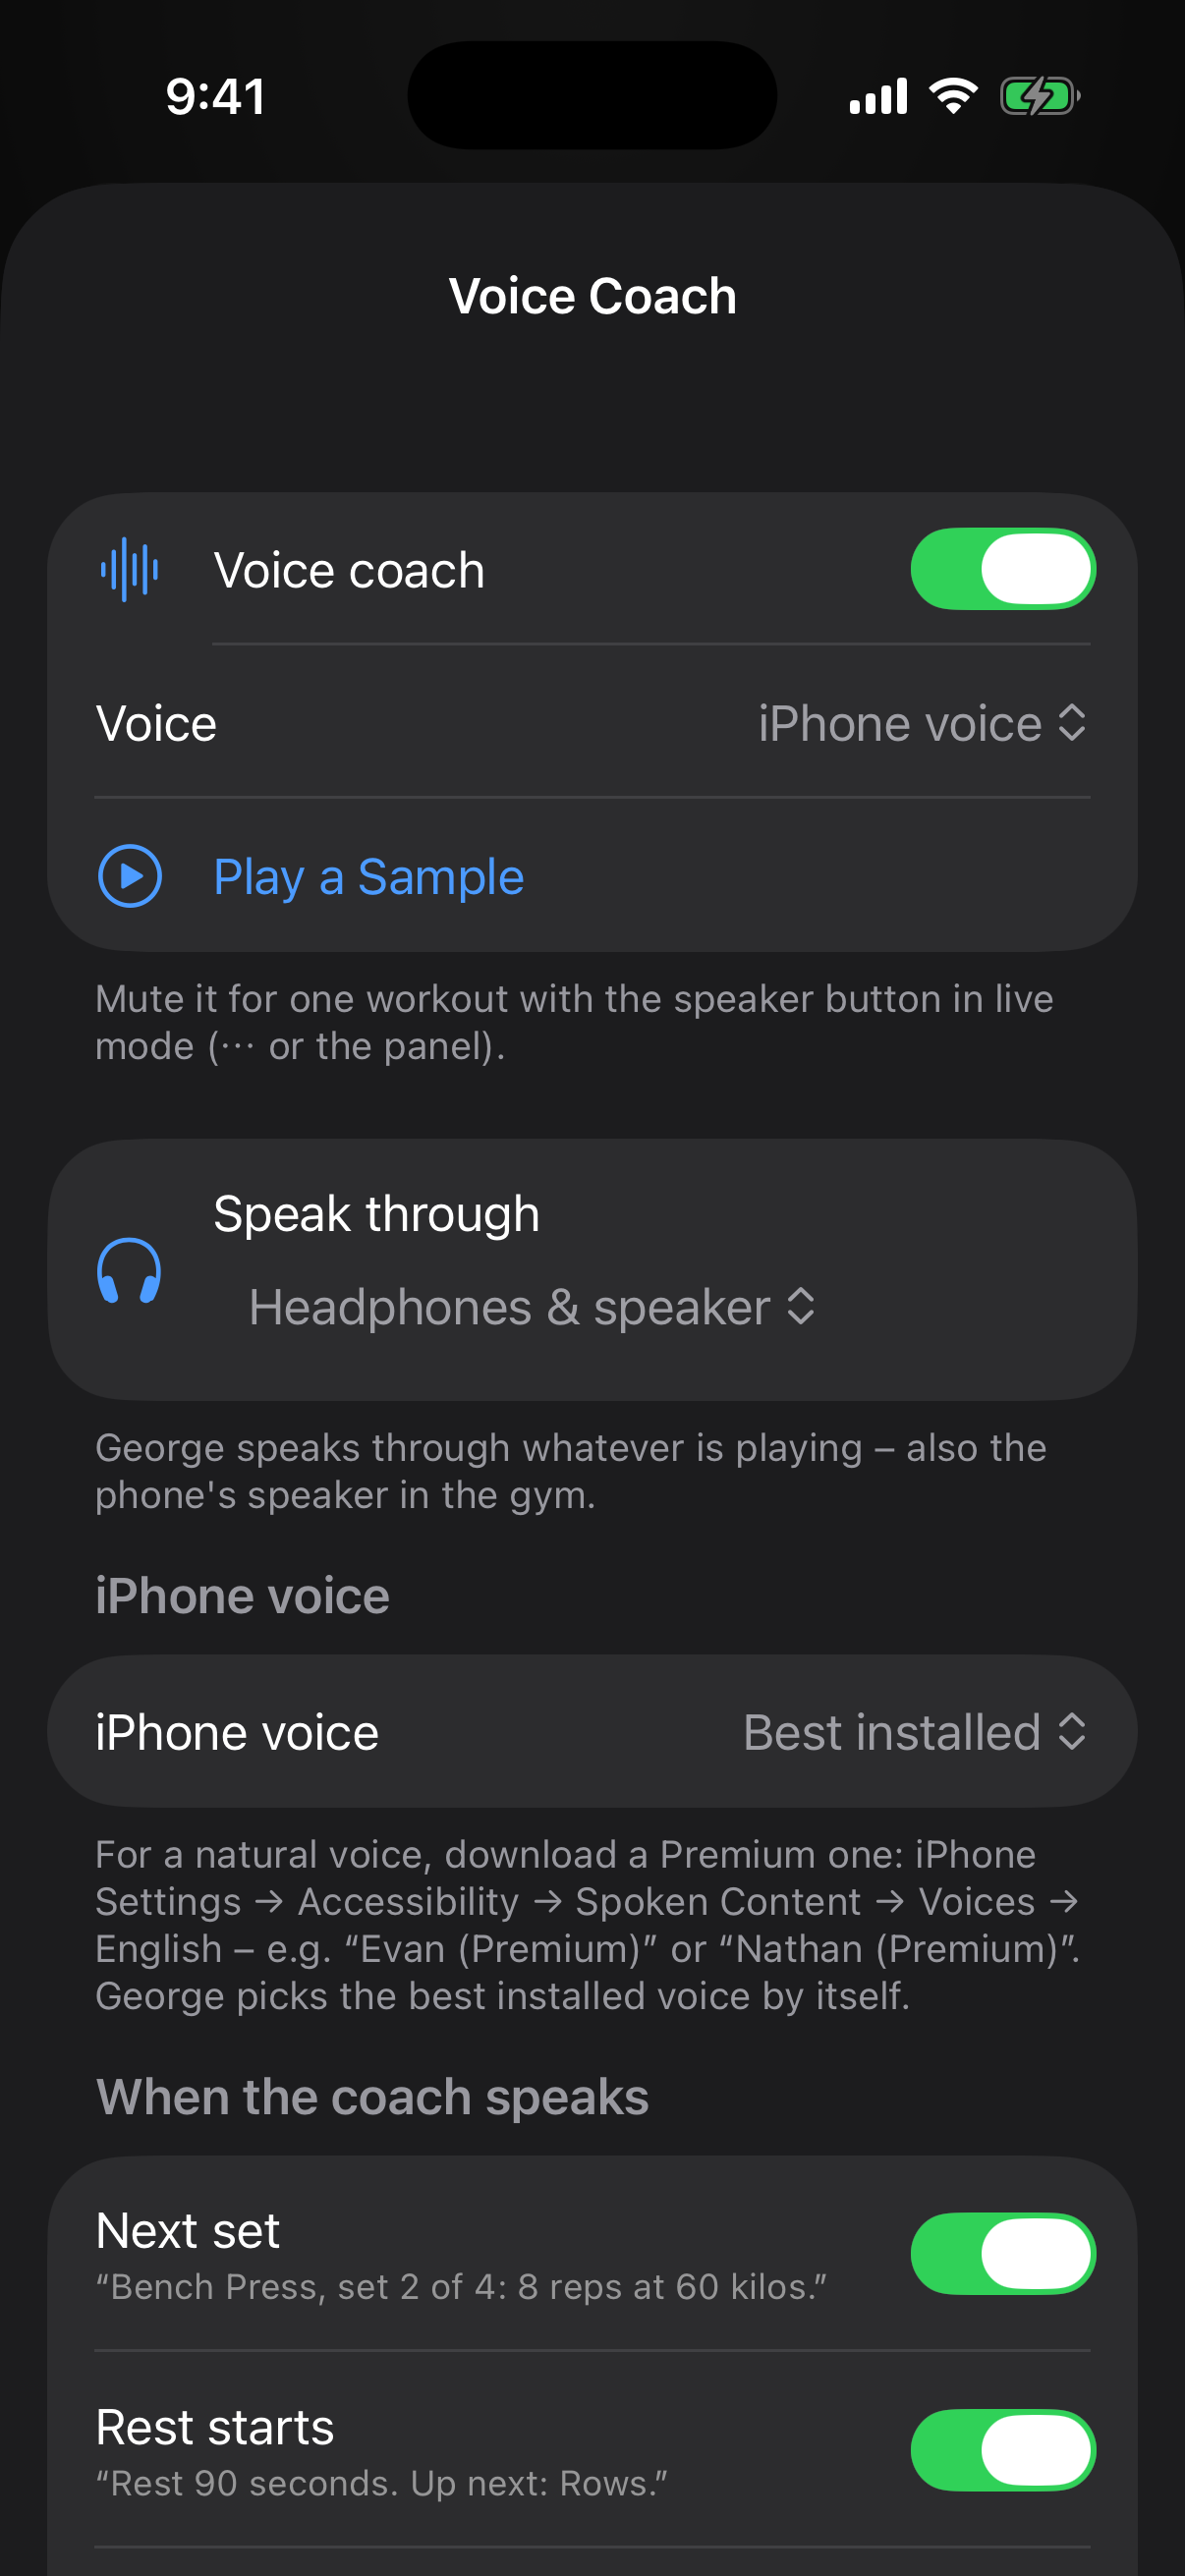 9:41
Voice Coach
Voice coach
Voice
iPhone voice
Play a Sample
Mute it for one workout with the speaker button in live
mode (··· or the panel).
Speak through
Headphones & speaker
George speaks through whatever is playing – also the
phone's speaker in the gym.
iPhone voice
iPhone voice
Best installed
For a natural voice, download a Premium one: iPhone
Settings → Accessibility → Spoken Content → Voices →
English – e.g. “Evan (Premium)” or “Nathan (Premium)”.
George picks the best installed voice by itself.
When the coach speaks
Next set
“Bench Press, set 2 of 4: 8 reps at 60 kilos.”
Rest starts
“Rest 90 seconds. Up next: Rows.”